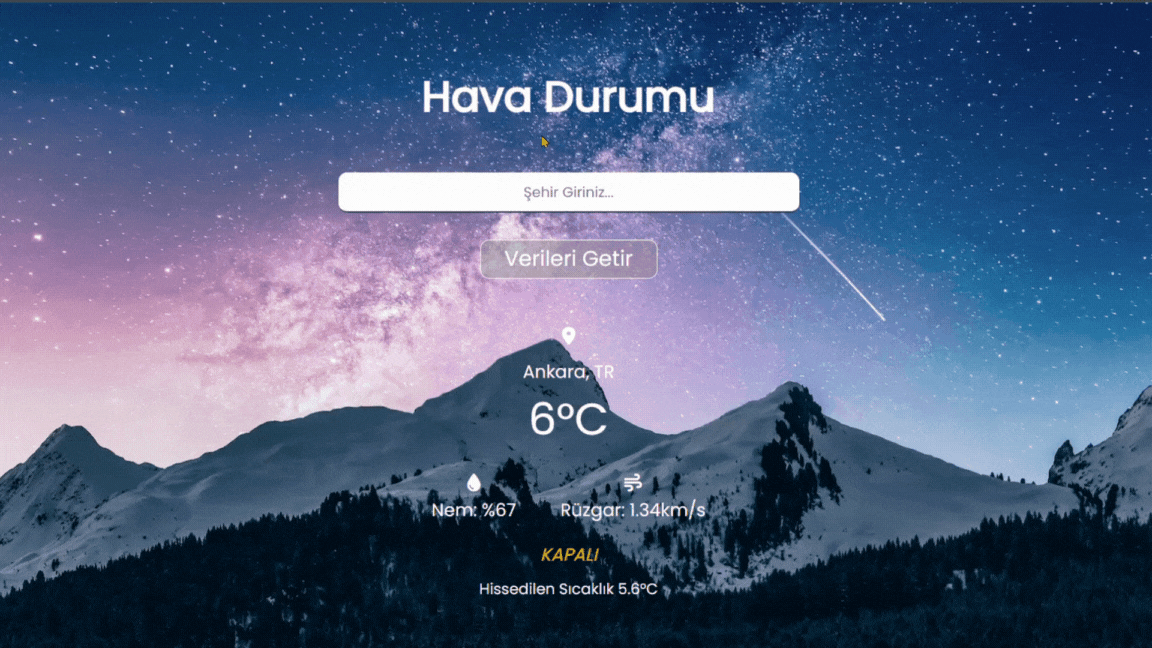 Hava Durumu
Şehir Giriniz...
Verileri Getir
Ankara, TR
6°C
Nem: %67 Rüzgar: 1.34km/s
KAPALI
Hissedilen Sıcaklık 5.6°C